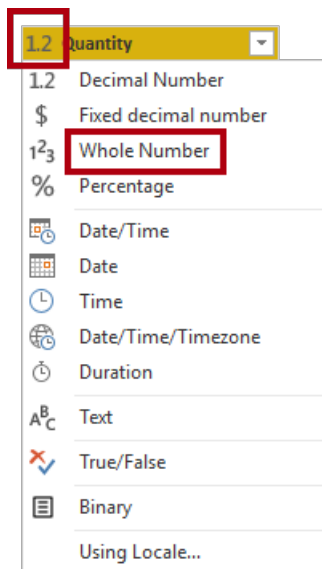 1.2 Quantity
1.2 Decimal Number
$ Fixed decimal number
123 Whole Number
% Percentage
Date/Time
Date
Time
Date/Time/Timezone
Duration
ABC Text
True/False
Binary
Using Locale...